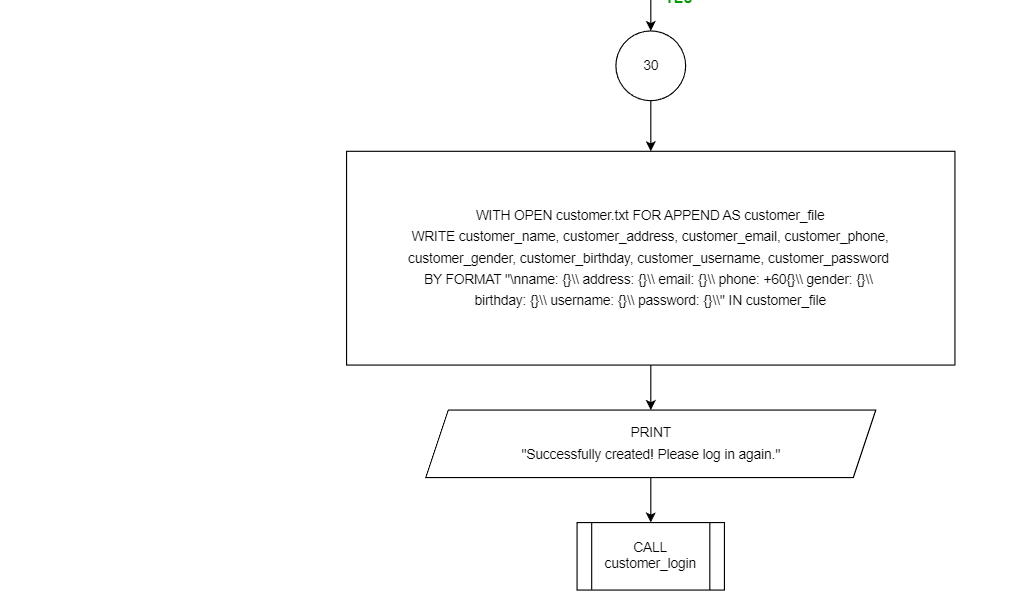 YES
30
WITH OPEN customer.txt FOR APPEND AS customer_file
WRITE customer_name, customer_address, customer_email, customer_phone,
customer_gender, customer_birthday, customer_username, customer_password
BY FORMAT "\nname: {}\\ address: {}\\ email: {}\\ phone: +60{}\\ gender: {}\\
birthday: {}\\ username: {}\\ password: {}\\" IN customer_file
PRINT
"Successfully created! Please log in again."
CALL
customer_login